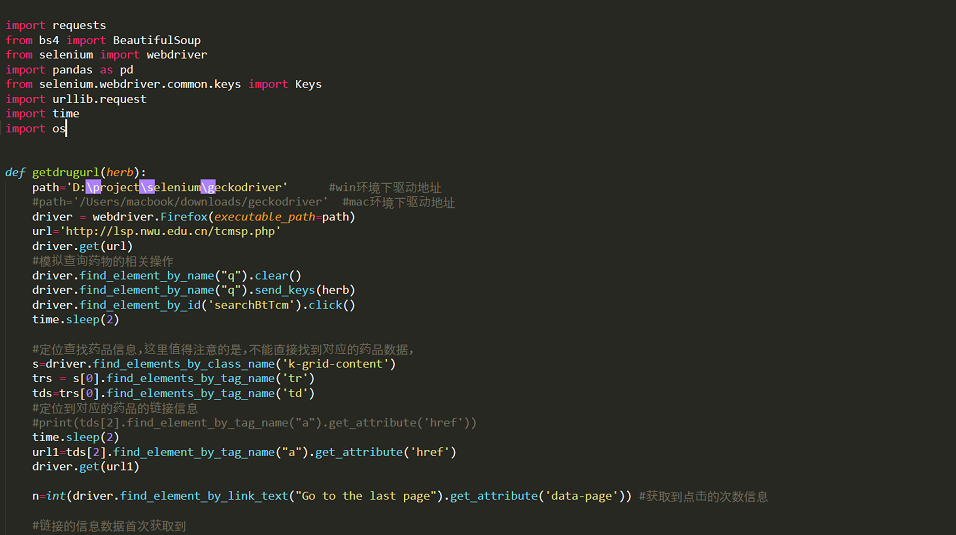 import requests
from bs4 import BeautifulSoup
from selenium import webdriver
import pandas as pd
from selenium.webdriver.common.keys import Keys
import urllib.request
import time
import os
def getdrugurl(herb):
path='D:\project\selenium\geckodriver' #win环境下驱动地址
#path='/Users/macbook/downloads/geckodriver' #mac环境下驱动地址
driver = webdriver.Firefox(executable_path=path)
url='http://lsp.nwu.edu.cn/tcmsp.php'
driver.get(url)
#模拟查询药物的相关操作
driver.find_element_by_name("q").clear()
driver.find_element_by_name("q").send_keys(herb)
driver.find_element_by_id('searchBtTcm').click()
time.sleep(2)
#定位查找药品信息,这里值得注意的是,不能直接找到对应的药品数据,
s=driver.find_elements_by_class_name('k-grid-content')
trs = s[0].find_elements_by_tag_name('tr')
tds=trs[0].find_elements_by_tag_name('td')
#定位到对应的药品的链接信息
#print(tds[2].find_element_by_tag_name("a").get_attribute('href'))
time.sleep(2)
url1=tds[2].find_element_by_tag_name("a").get_attribute('href')
driver.get(url1)
n=int(driver.find_element_by_link_text("Go to the last page").get_attribute('data-page')) #获取到点击的次数信息
#链接的信息数据首次获取到